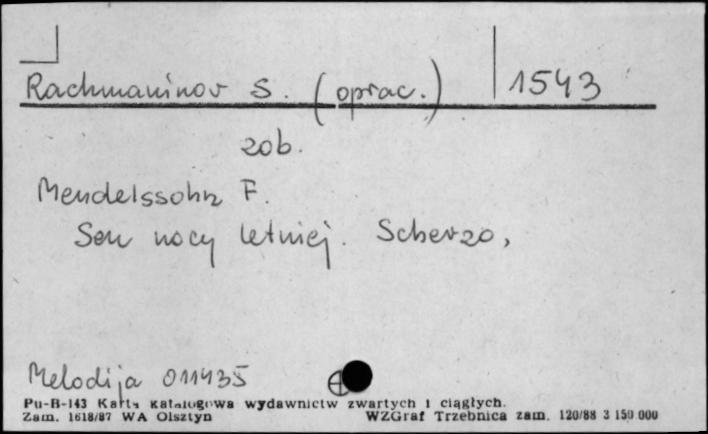 Rachmaninov S. (oprac.) 1543
zob.
Mendelssohn F.
Sen nocy letniej. Scherzo,
Melodija 011435
Pu-B-143 Karta katalogowa wydawnictw zwartych i ciągłych.
Zam. 1618/87 WA Olsztyn WZGraf Trzebnica zam. 120/88 3 150 000